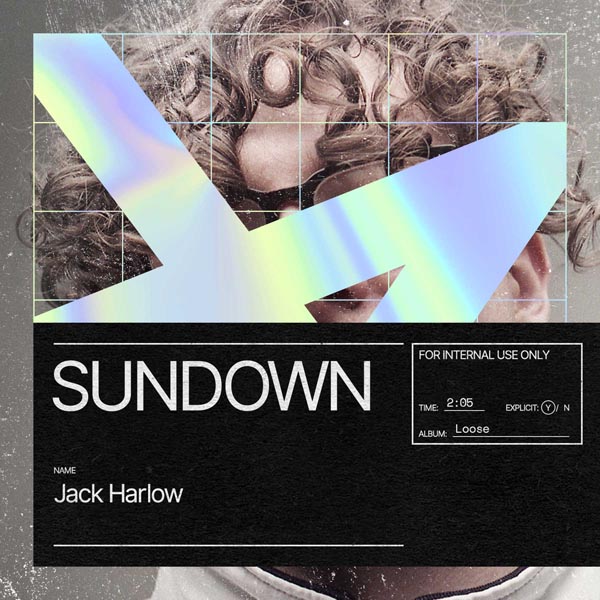 SUNDOWN
NAME
Jack Harlow
FOR INTERNAL USE ONLY
TIME: 2:05 EXPLICIT: Y / N
ALBUM: Loose